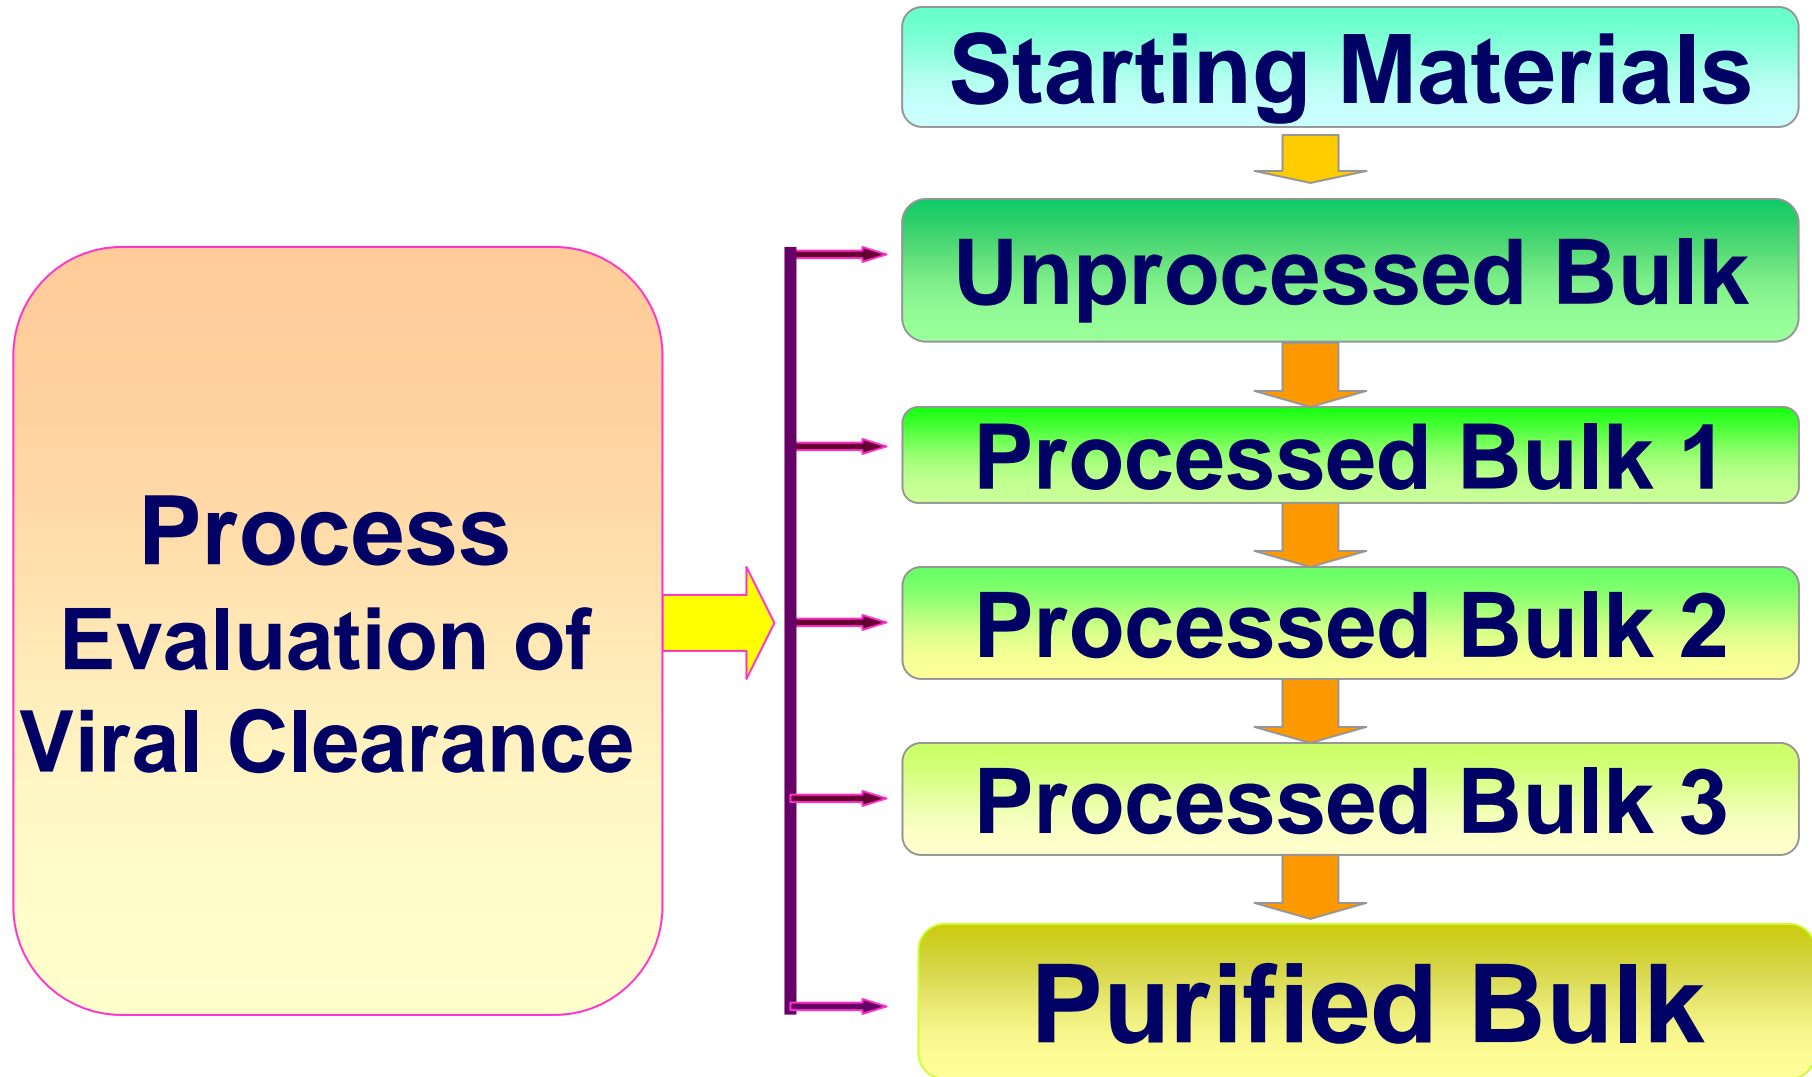 Starting Materials
Unprocessed Bulk
Processed Bulk 1
Processed Bulk 2
Processed Bulk 3
Purified Bulk
Process
Evaluation of
Viral Clearance